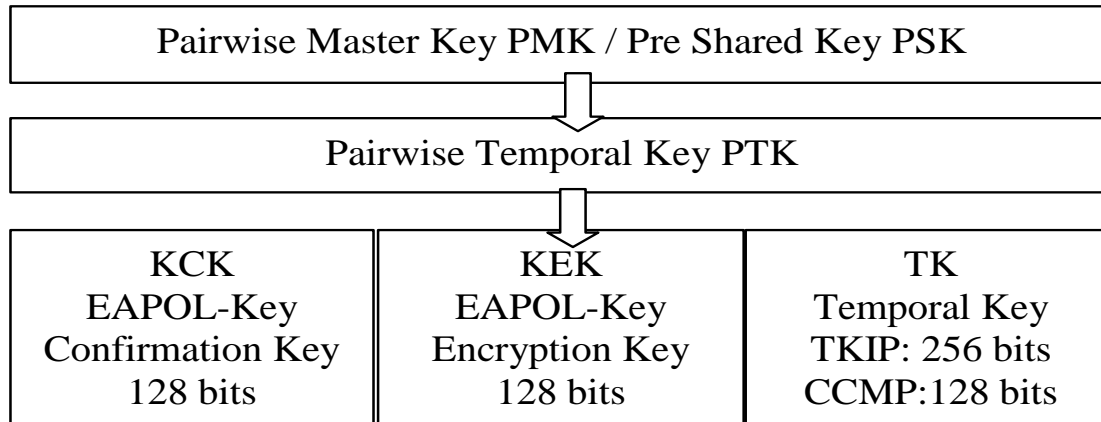 Pairwise Master Key PMK / Pre Shared Key PSK
Pairwise Temporal Key PTK
KCK
EAPOL-Key
Confirmation Key
128 bits
KEK
EAPOL-Key
Encryption Key
128 bits
TK
Temporal Key
TKIP: 256 bits
CCMP:128 bits